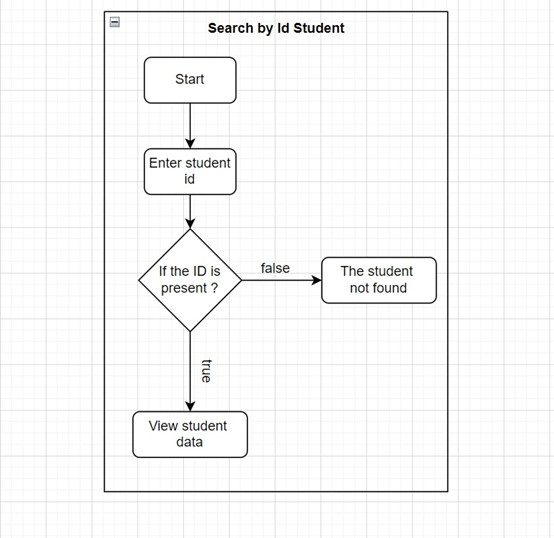 Search by Id Student
Start
Enter student
id
If the ID is
present ?
false
The student
not found
true
View student
data